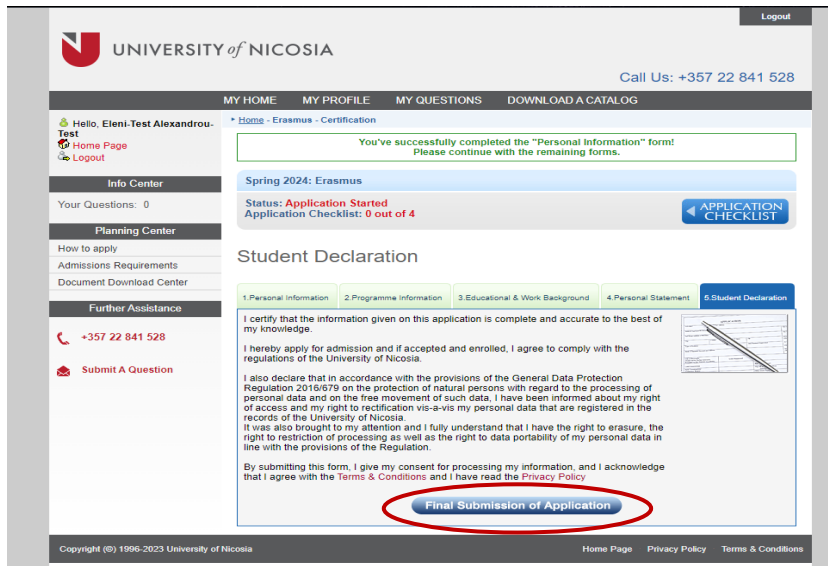 Logout
UNIVERSITY of NICOSIA
Call Us: +357 22 841 528
MY HOME MY PROFILE MY QUESTIONS DOWNLOAD A CATALOG
Hello, Eleni-Test Alexandrou-
Test
Home Page
Logout
Info Center
Your Questions: 0
Planning Center
How to apply
Admissions Requirements
Document Download Center
Further Assistance
+357 22 841 528
Submit A Question
Home - Erasmus - Certification
You've successfully completed the "Personal Information" form!
Please continue with the remaining forms.
Spring 2024: Erasmus
Status: Application Started
Application Checklist: 0 out of 4
APPLICATION
CHECKLIST
Student Declaration
1.Personal Information 2.Programme Information 3.Educational & Work Background 4.Personal Statement 5.Student Declaration
I certify that the information given on this application is complete and accurate to the best of
my knowledge.
I hereby apply for admission and if accepted and enrolled, I agree to comply with the
regulations of the University of Nicosia.
I also declare that in accordance with the provisions of the General Data Protection
Regulation 2016/679 on the protection of natural persons with regard to the processing of
personal data and on the free movement of such data, I have been informed about my right
of access and my right to rectification vis-a-vis my personal data that are registered in the
records of the University of Nicosia.
It was also brought to my attention and I fully understand that I have the right to erasure, the
right to restriction of processing as well as the right to data portability of my personal data in
line with the provisions of the Regulation.
By submitting this form, I give my consent for processing my information, and I acknowledge
that I agree with the Terms & Conditions and I have read the Privacy Policy
Final Submission of Application
Copyright (©) 1996-2023 University of Nicosia
Home Page Privacy Policy Terms & Conditions